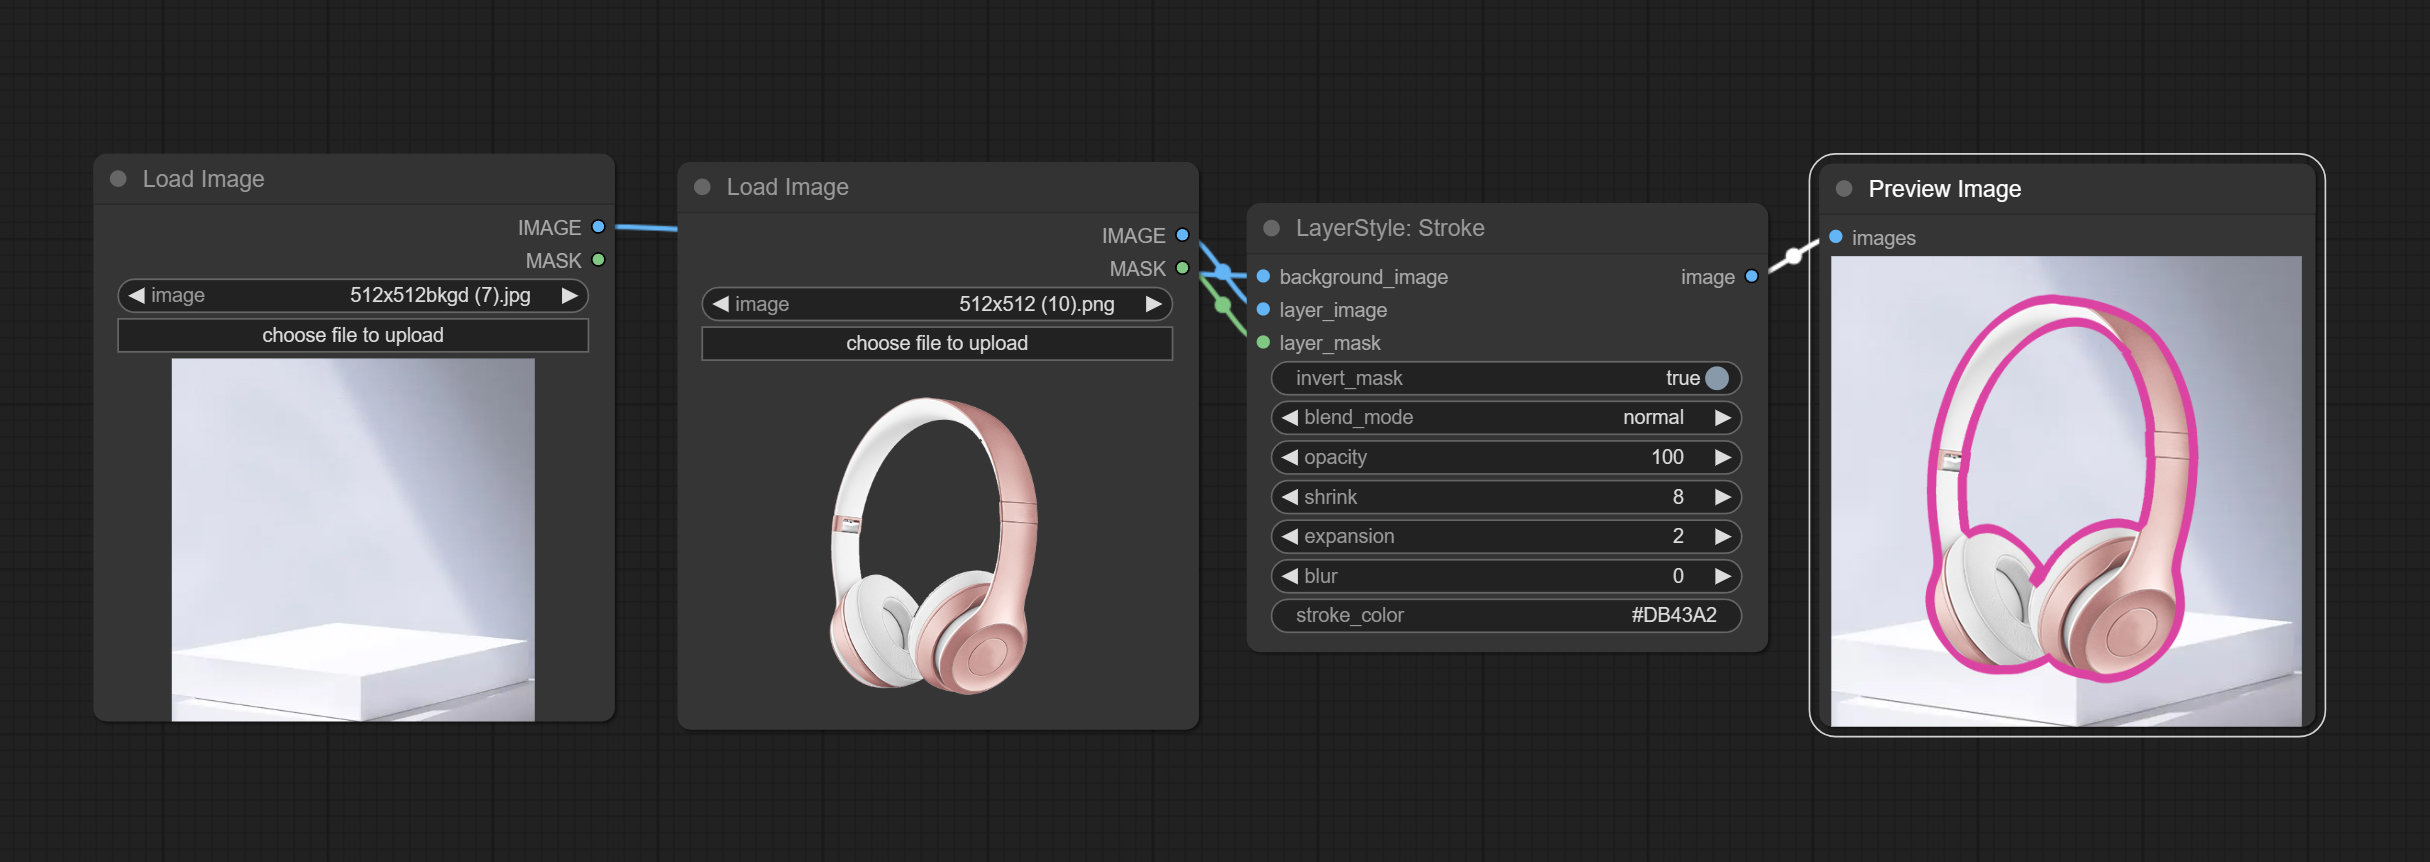 Load Image
IMAGE
MASK
image 512x512bkgd (7).jpg
choose file to upload
Load Image
IMAGE
MASK
image 512x512 (10).png
choose file to upload
LayerStyle: Stroke
background_image image
layer_image
layer_mask
invert_mask true
blend_mode normal
opacity 100
shrink 8
expansion 2
blur 0
stroke_color #DB43A2
Preview Image
images